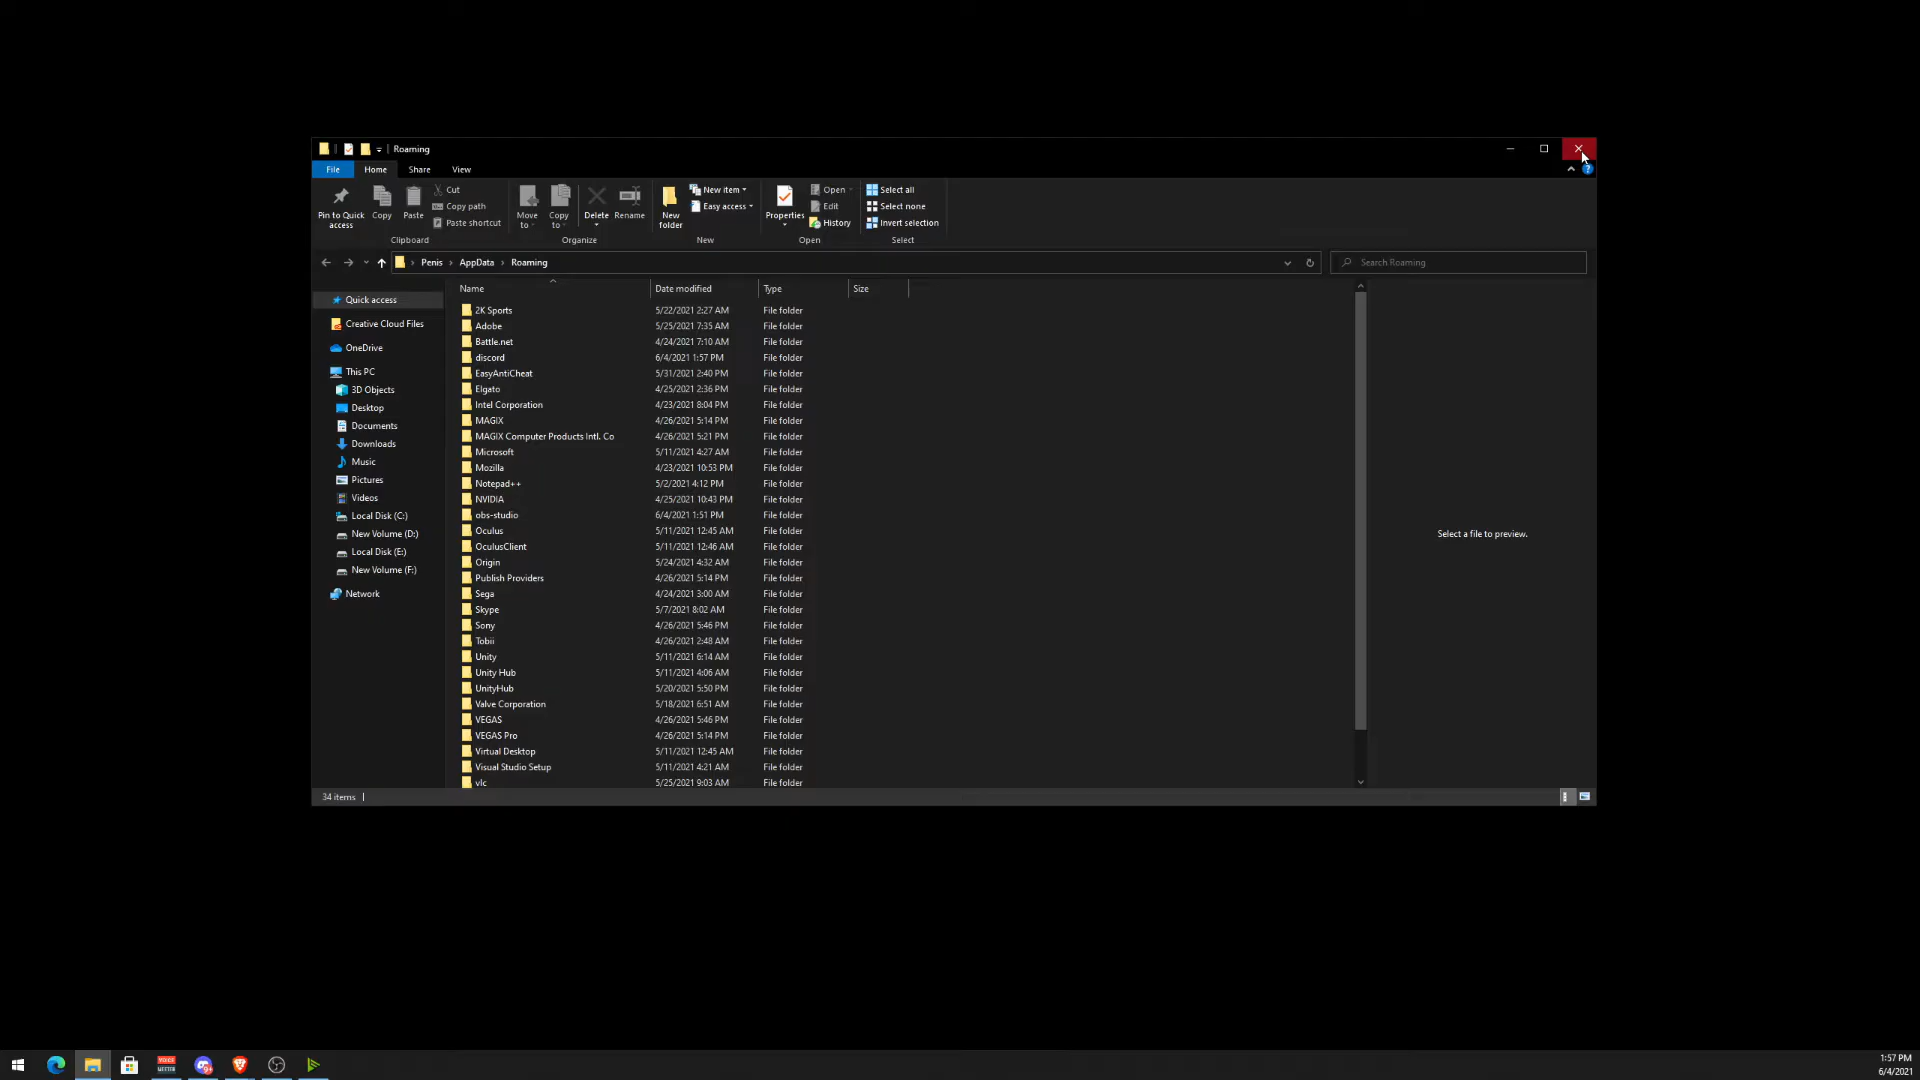 Roaming
File Home Share View
Pin to Quick access
Copy
Paste
Cut
Copy path
Paste shortcut
Clipboard
Move to
Copy to
Delete
Rename
Organize
New folder
New item
Easy access
New
Properties
Open
Edit
History
Open
Select all
Select none
Invert selection
Select
Penis › AppData › Roaming
Search Roaming
Quick access
Creative Cloud Files
OneDrive
This PC
3D Objects
Desktop
Documents
Downloads
Music
Pictures
Videos
Local Disk (C:)
New Volume (D:)
Local Disk (E:)
New Volume (F:)
Network
Name Date modified Type Size
2K Sports 5/22/2021 2:27 AM File folder
Adobe 5/25/2021 7:35 AM File folder
Battle.net 4/24/2021 7:10 AM File folder
discord 6/4/2021 1:57 PM File folder
EasyAntiCheat 5/31/2021 2:40 PM File folder
Elgato 4/25/2021 2:36 PM File folder
Intel Corporation 4/23/2021 8:04 PM File folder
MAGIX 4/26/2021 5:14 PM File folder
MAGIX Computer Products Intl. Co 4/26/2021 5:21 PM File folder
Microsoft 5/11/2021 4:27 AM File folder
Mozilla 4/23/2021 10:53 PM File folder
Notepad++ 5/2/2021 4:12 PM File folder
NVIDIA 4/25/2021 10:43 PM File folder
obs-studio 6/4/2021 1:51 PM File folder
Oculus 5/11/2021 12:45 AM File folder
OculusClient 5/11/2021 12:46 AM File folder
Origin 5/24/2021 4:32 AM File folder
Publish Providers 4/26/2021 5:14 PM File folder
Sega 4/24/2021 3:00 AM File folder
Skype 5/7/2021 8:02 AM File folder
Sony 4/26/2021 5:46 PM File folder
Tobii 4/26/2021 2:48 AM File folder
Unity 5/11/2021 6:14 AM File folder
Unity Hub 5/11/2021 4:06 AM File folder
UnityHub 5/20/2021 5:50 PM File folder
Valve Corporation 5/18/2021 6:51 AM File folder
VEGAS 4/26/2021 5:46 PM File folder
VEGAS Pro 4/26/2021 5:14 PM File folder
Virtual Desktop 5/11/2021 12:45 AM File folder
Visual Studio Setup 5/11/2021 4:21 AM File folder
vlc 5/25/2021 9:03 AM File folder
Select a file to preview.
34 items
VOICE
MEETER
9+
1:57 PM
6/4/2021